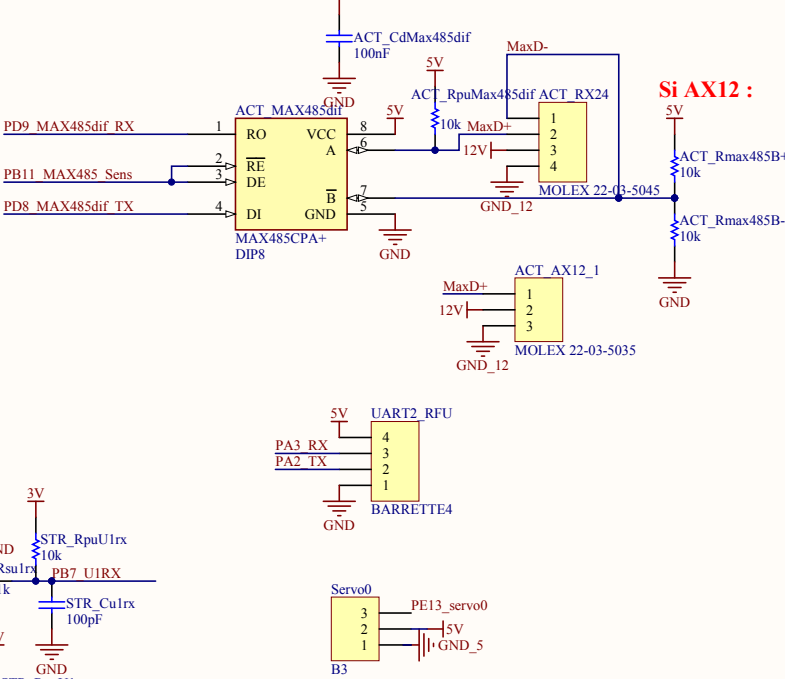 ACT_CdMax485dif
100nF
GND
MaxD-
5V
ACT_RpuMax485dif
10k
ACT_RX24
Si AX12 :
5V
ACT_MAX485dif
5V
MaxD+
12V
1
2
3
4
MOLEX 22-03-5045
GND_12
ACT_Rmax485B+
10k
ACT_Rmax485B-
10k
GND
PD9_MAX485dif_RX
1
RO
VCC
8
A
6
PB11_MAX485_Sens
2
RE
3
DE
B
7
PD8_MAX485dif_TX
4
DI
GND
5
MAX485CPA+
DIP8
GND
ACT_AX12_1
MaxD+
12V
1
2
3
MOLEX 22-03-5035
GND_12
UART2_RFU
5V
PA3_RX
PA2_TX
4
3
2
1
GND
BARRETTE4
3V
STR_RpuU1rx
10k
ND
Rsu1rx
1k
PB7_U1RX
STR_Cu1rx
100pF
GND
Servo0
3
2
1
PE13_servo0
5V
GND_5
B3